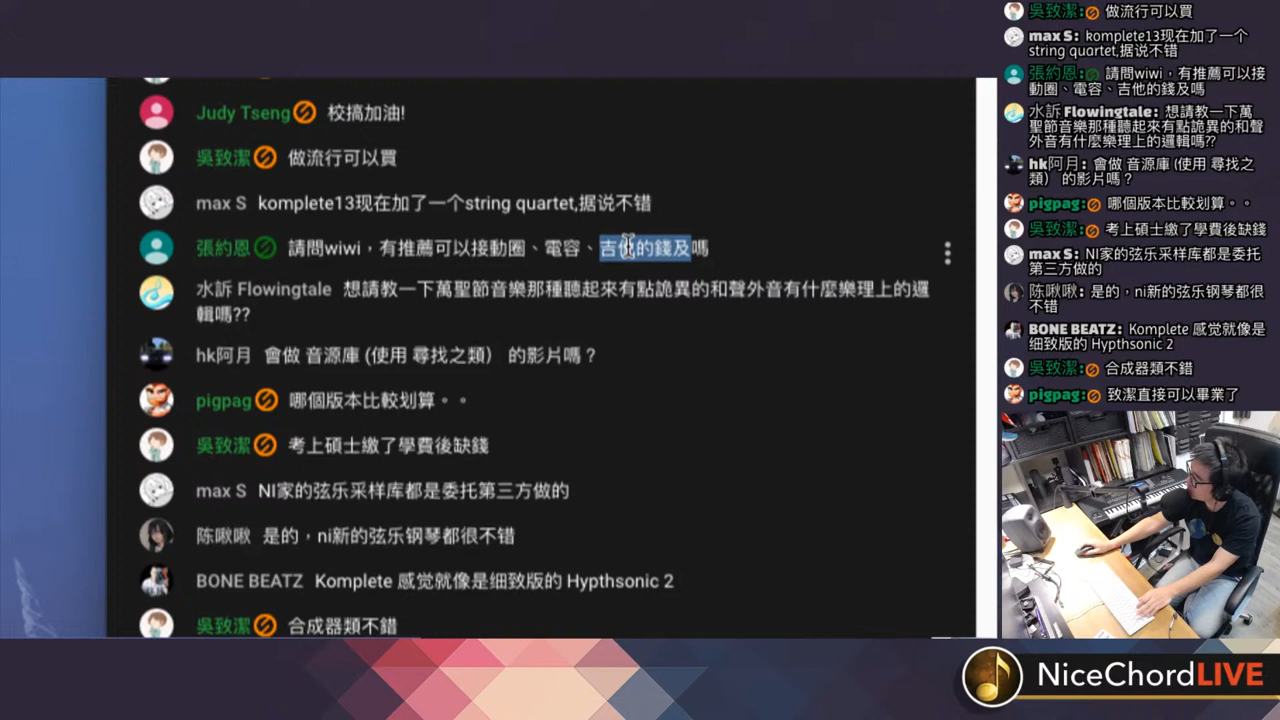 Judy Tseng 校搞加油!
吳致潔 做流行可以買
max S komplete13现在加了一个string quartet,据说不错
張約恩 請問wiwi，有推薦可以接動圈、電容、吉他的錢及嗎
水訴 Flowingtale 想請教一下萬聖節音樂那種聽起來有點詭異的和聲外音有什麼樂理上的邏
輯嗎??
hk阿月 會做 音源庫 (使用 尋找之類） 的影片嗎？
pigpag 哪個版本比較划算。。
吳致潔 考上碩士繳了學費後缺錢
max S NI家的弦乐采样库都是委托第三方做的
陈啾啾 是的，ni新的弦乐钢琴都很不错
BONE BEATZ Komplete 感觉就像是细致版的 Hypthsonic 2
吳致潔 合成器類不錯
吳致潔: 做流行可以買
max S: komplete13现在加了一个
string quartet,据说不错
張約恩: 請問wiwi，有推薦可以接
動圈、電容、吉他的錢及嗎
水訴 Flowingtale: 想請教一下萬
聖節音樂那種聽起來有點詭異的和聲
外音有什麼樂理上的邏輯嗎??
hk阿月: 會做 音源庫 (使用 尋找之
類） 的影片嗎？
pigpag: 哪個版本比較划算。。
吳致潔: 考上碩士繳了學費後缺錢
max S: NI家的弦乐采样库都是委托
第三方做的
陈啾啾: 是的，ni新的弦乐钢琴都很
不错
BONE BEATZ: Komplete 感觉就像是
细致版的 Hypthsonic 2
吳致潔: 合成器類不錯
pigpag: 致潔直接可以畢業了
NiceChordLIVE